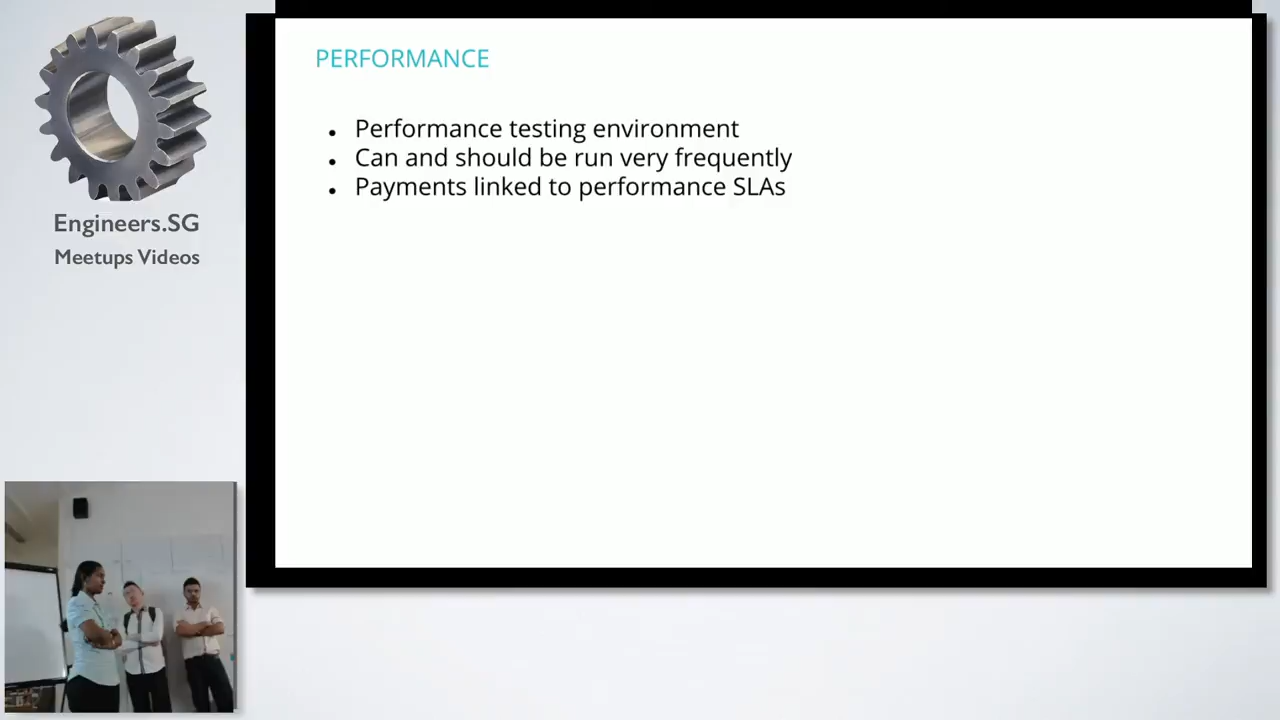 Engineers.SG
Meetups Videos
PERFORMANCE
• Performance testing environment
• Can and should be run very frequently
• Payments linked to performance SLAs